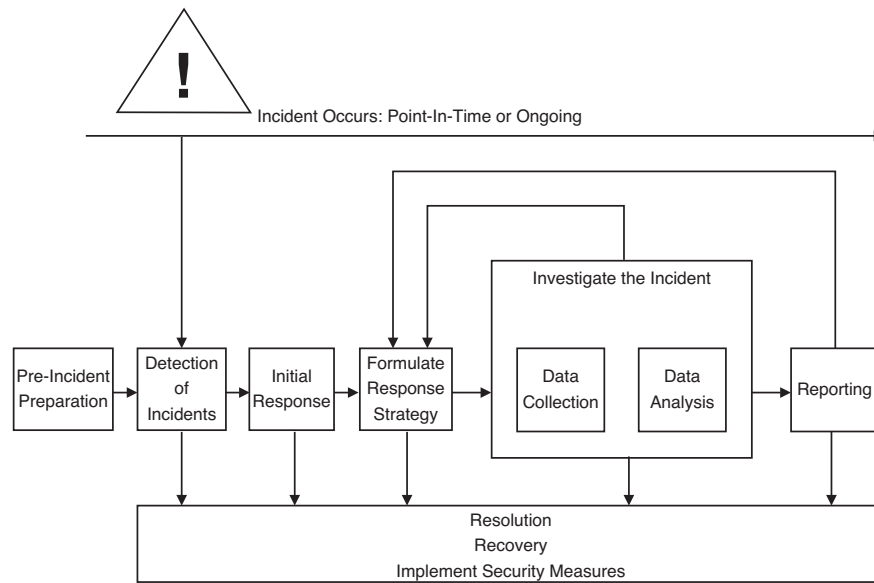 !
Incident Occurs: Point-In-Time or Ongoing
Investigate the Incident
Pre-Incident
Preparation
Detection
of
Incidents
Initial
Response
Formulate
Response
Strategy
Data
Collection
Data
Analysis
Reporting
Resolution
Recovery
Implement Security Measures